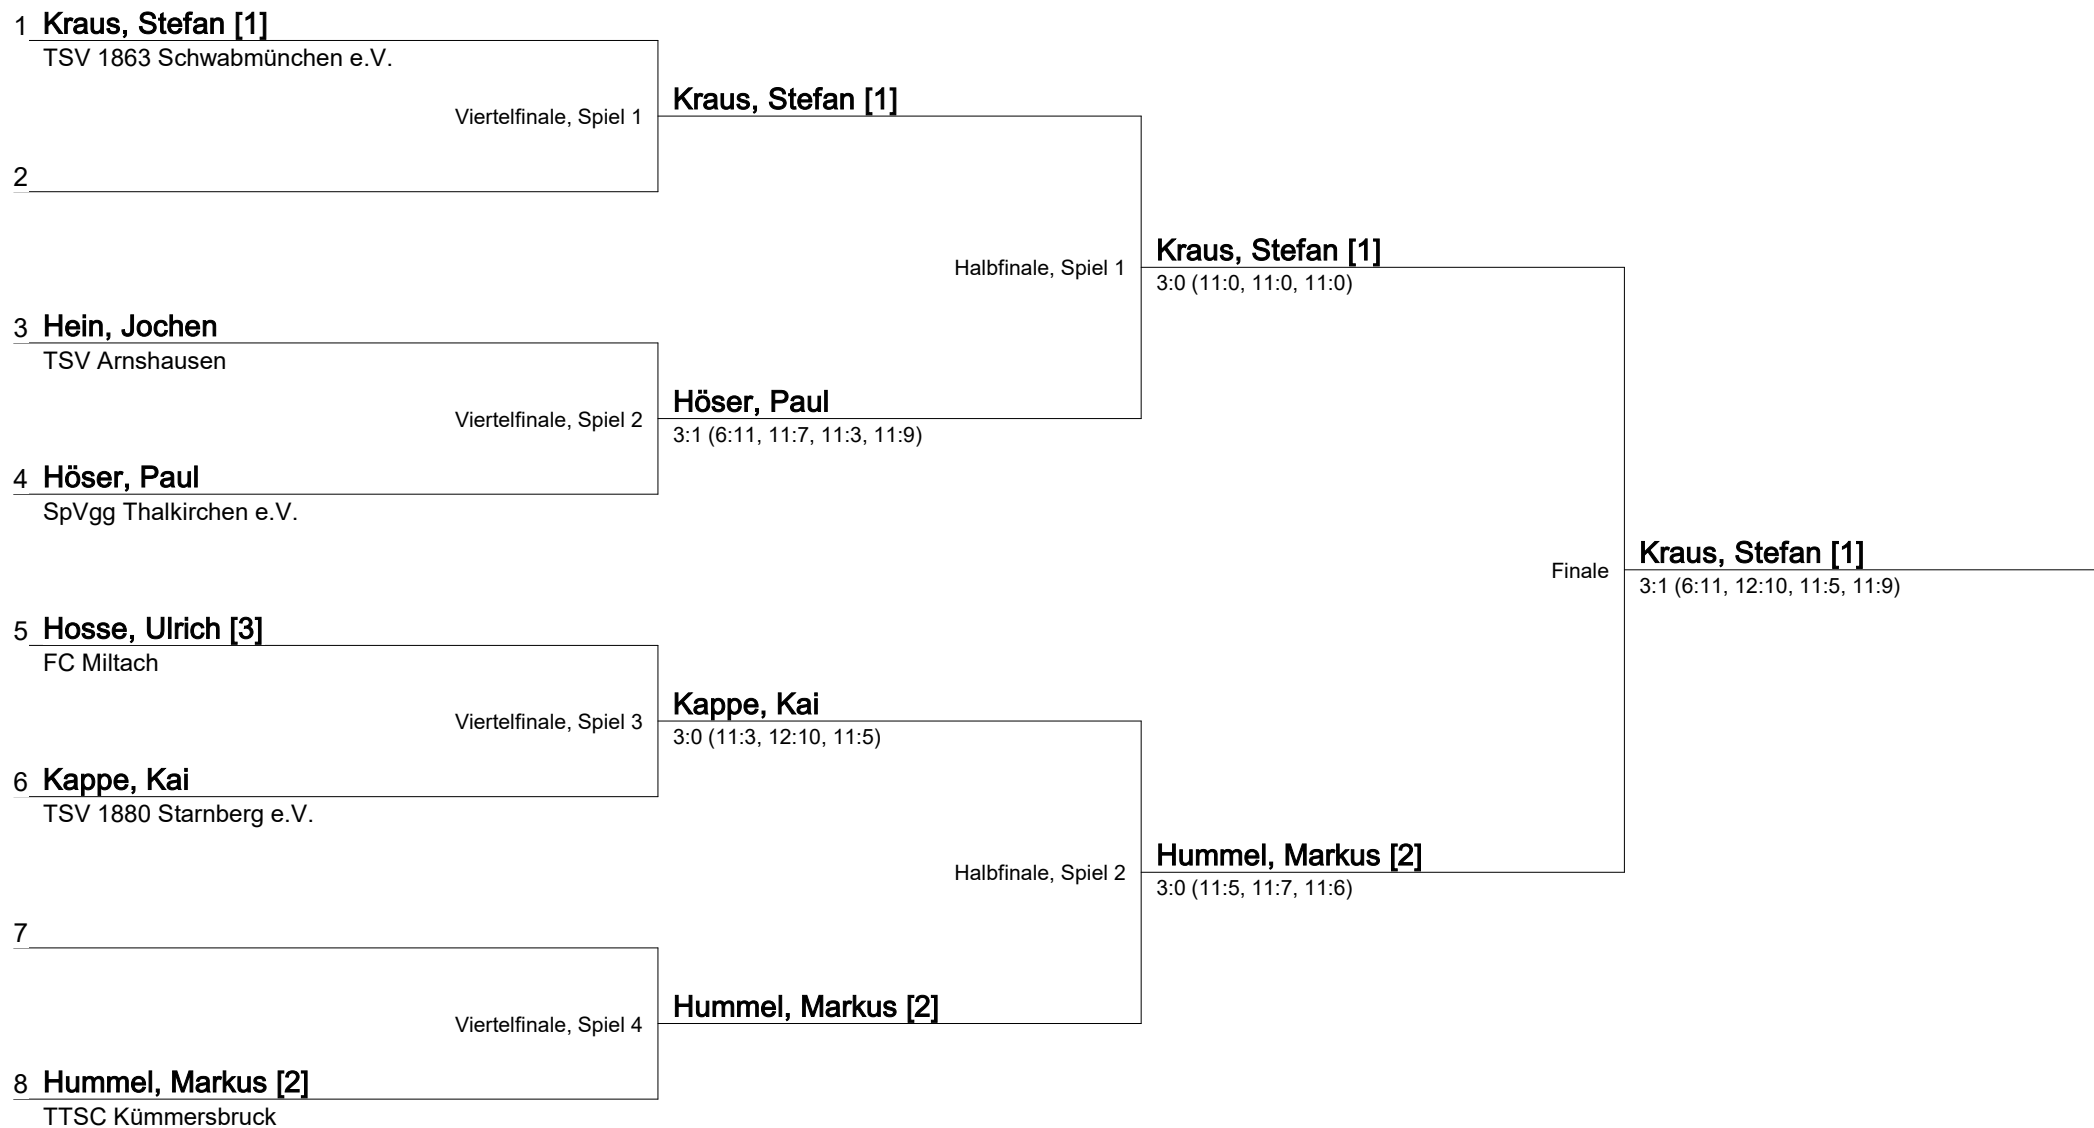 1 Kraus, Stefan [1]
TSV 1863 Schwabmünchen e.V.
Viertelfinale, Spiel 1
Kraus, Stefan [1]
2
Halbfinale, Spiel 1
Kraus, Stefan [1]
3:0 (11:0, 11:0, 11:0)
3 Hein, Jochen
TSV Arnshausen
Viertelfinale, Spiel 2
Höser, Paul
3:1 (6:11, 11:7, 11:3, 11:9)
4 Höser, Paul
SpVgg Thalkirchen e.V.
Finale
Kraus, Stefan [1]
3:1 (6:11, 12:10, 11:5, 11:9)
5 Hosse, Ulrich [3]
FC Miltach
Viertelfinale, Spiel 3
Kappe, Kai
3:0 (11:3, 12:10, 11:5)
6 Kappe, Kai
TSV 1880 Starnberg e.V.
Halbfinale, Spiel 2
Hummel, Markus [2]
3:0 (11:5, 11:7, 11:6)
7
Viertelfinale, Spiel 4
Hummel, Markus [2]
8 Hummel, Markus [2]
TTSC Kümmersbruck